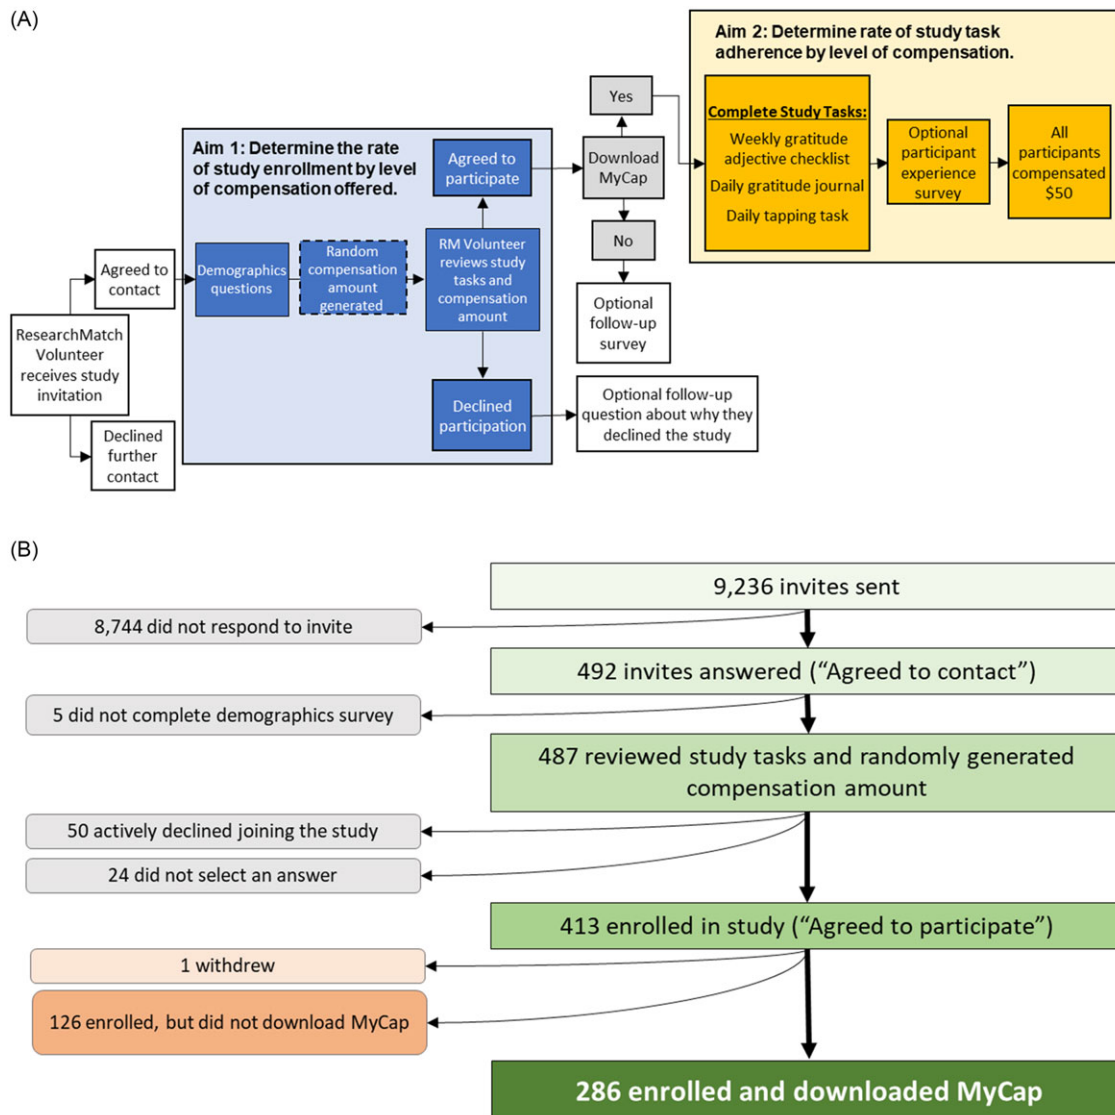 (A)
Aim 1: Determine the rate
of study enrollment by level
of compensation offered.
Aim 2: Determine rate of study task
adherence by level of compensation.
ResearchMatch
Volunteer
receives study
invitation
Agreed to
contact
Declined
further
contact
Demographics
questions
Random
compensation
amount
generated
RM Volunteer
reviews study
tasks and
compensation
amount
Agreed to
participate
Declined
participation
Optional follow-up
question about why they
declined the study
Yes
Download
MyCap
No
Optional
follow-up
survey
Complete Study Tasks:
Weekly gratitude
adjective checklist
Daily gratitude journal
Daily tapping task
Optional
participant
experience
survey
All
participants
compensated
$50
(B)
9,236 invites sent
8,744 did not respond to invite
492 invites answered (“Agreed to contact”)
5 did not complete demographics survey
487 reviewed study tasks and randomly generated
compensation amount
50 actively declined joining the study
24 did not select an answer
413 enrolled in study (“Agreed to participate”)
1 withdrew
126 enrolled, but did not download MyCap
286 enrolled and downloaded MyCap